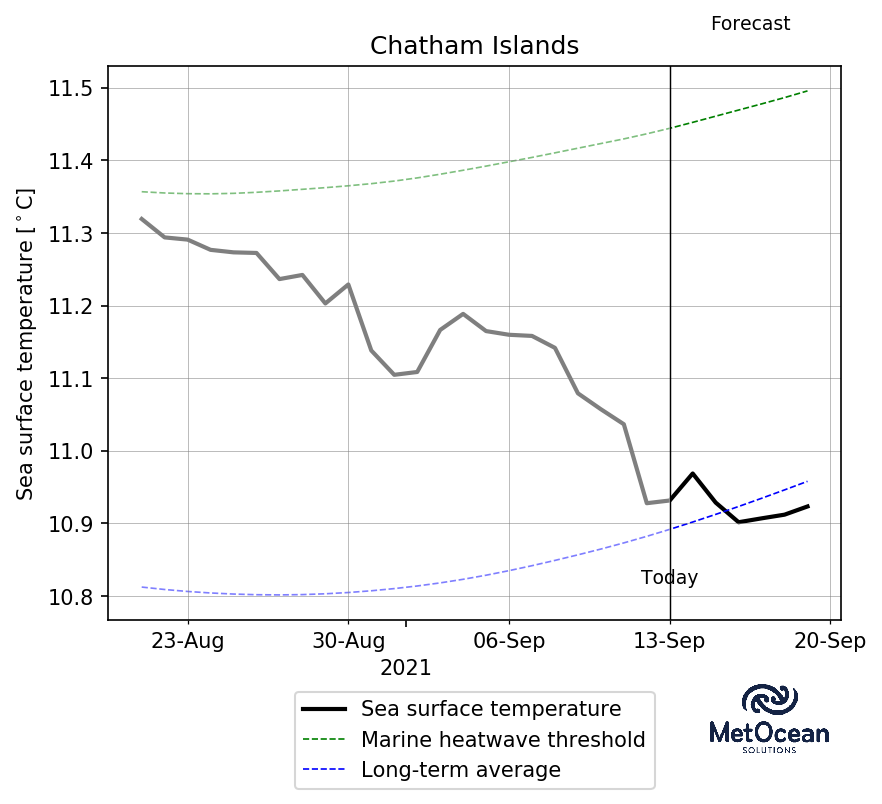 Forecast
Chatham Islands
Sea surface temperature [°C]
11.5
11.4
11.3
11.2
11.1
11.0
10.9
10.8
Today
23-Aug 30-Aug 06-Sep 13-Sep 20-Sep
2021
Sea surface temperature
Marine heatwave threshold
Long-term average
MetOcean
SOLUTIONS